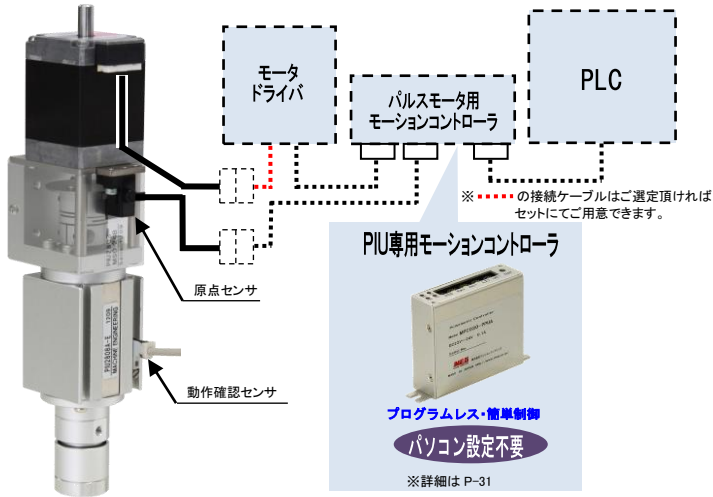 モータ
ドライバ
パルスモータ用
モーションコントローラ
PLC
※・・・・・・の接続ケーブルはご選定頂ければ
セットにてご用意できます。
PIU専用モーションコントローラ
原点センサ
動作確認センサ
MACHINE ENGINEERING
プログラムレス・簡単制御
パソコン設定不要
※詳細は P-31